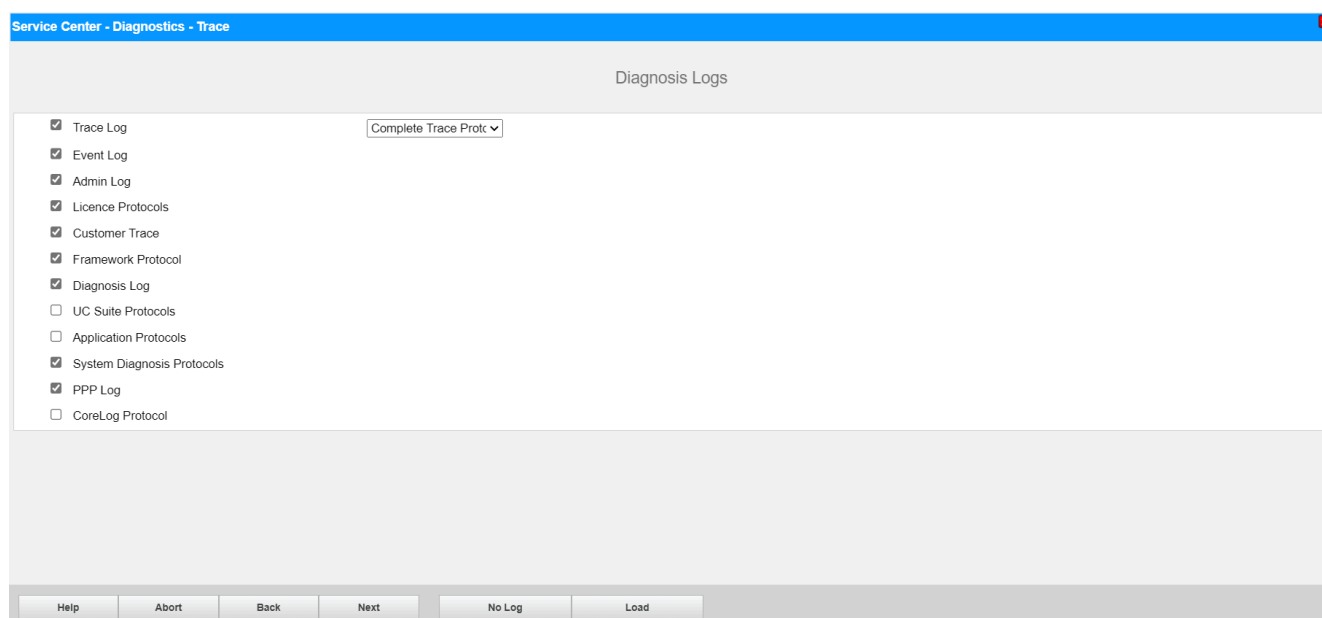 Service Center - Diagnostics - Trace
Diagnosis Logs
Trace Log Complete Trace Protc
Event Log
Admin Log
Licence Protocols
Customer Trace
Framework Protocol
Diagnosis Log
UC Suite Protocols
Application Protocols
System Diagnosis Protocols
PPP Log
CoreLog Protocol
Help Abort Back Next No Log Load